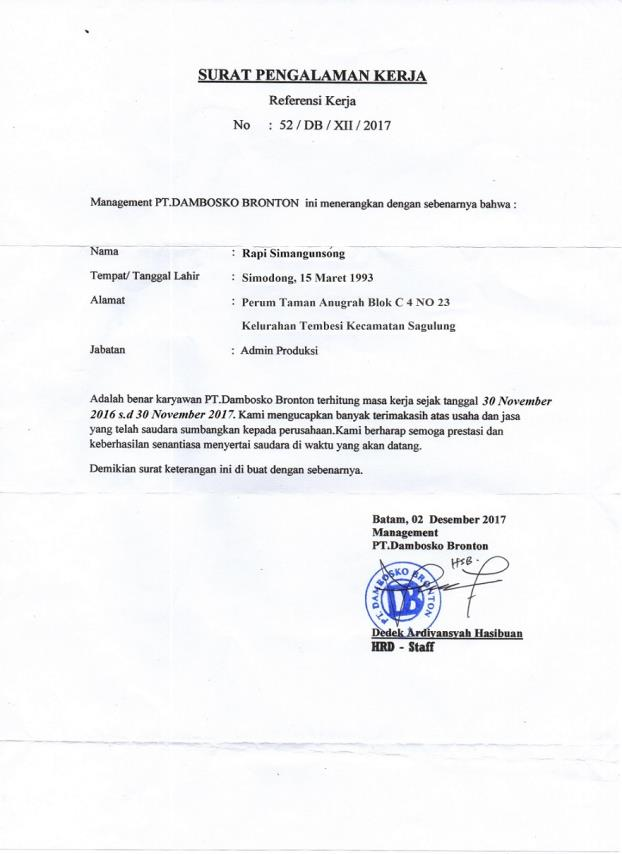 SURAT PENGALAMAN KERJA
Referensi Kerja
No : 52 / DB / XII / 2017
Management PT.DAMBOSKO BRONTON ini menerangkan dengan sebenarnya bahwa :
Nama : Rapi Simangunsong
Tempat/ Tanggal Lahir : Simodong, 15 Maret 1993
Alamat : Perum Taman Anugrah Blok C 4 NO 23
Kelurahan Tembesi Kecamatan Sagulung
Jabatan : Admin Produksi
Adalah benar karyawan PT.Dambosko Bronton terhitung masa kerja sejak tanggal 30 November
2016 s.d 30 November 2017. Kami mengucapkan banyak terimakasih atas usaha dan jasa
yang telah saudara sumbangkan kepada perusahaan.Kami berharap semoga prestasi dan
keberhasilan senantiasa menyertai saudara di waktu yang akan datang.
Demikian surat keterangan ini di buat dengan sebenarnya.
Batam, 02 Desember 2017
Management
PT.Dambosko Bronton
HSB -
PT. DAMBOSKO BRONTON
DB
Dedek Ardiyansyah Hasibuan
HRD - Staff